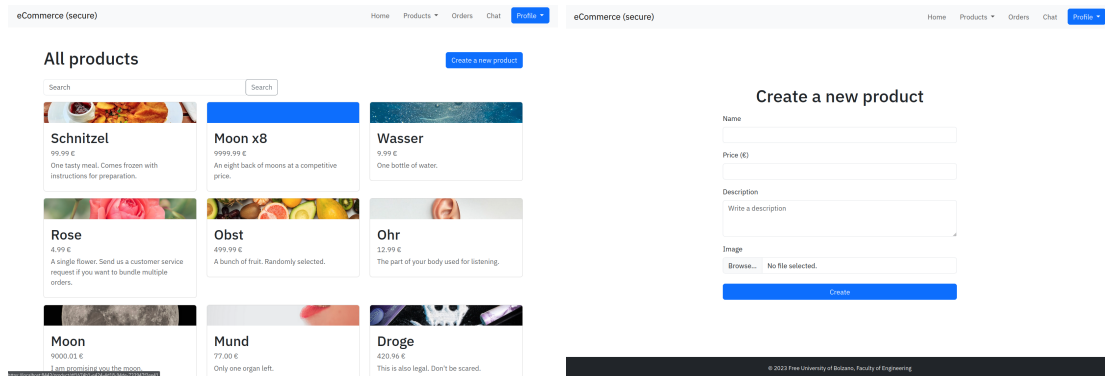 eCommerce (secure)
Home Products Orders Chat Profile
All products
Create a new product
Search Search
Schnitzel
99.99 €
One tasty meal. Comes frozen with
instructions for preparation.
Moon x8
9999.99 €
An eight back of moons at a competitive
price.
Wasser
9.99 €
One bottle of water.
Rose
4.99 €
A single flower. Send us a customer service
request if you want to bundle multiple
orders.
Obst
499.99 €
A bunch of fruit. Randomly selected.
Ohr
12.99 €
The part of your body used for listening.
Moon
9000.01 €
I am promising you the moon.
Mund
77.00 €
Only one organ left.
Droge
420.96 €
This is also legal. Don't be scared.
eCommerce (secure)
Home Products Orders Chat Profile
Create a new product
Name
Price (€)
Description
Write a description
Image
Browse... No file selected.
Create
© 2023 Free University of Bolzano, Faculty of Engineering